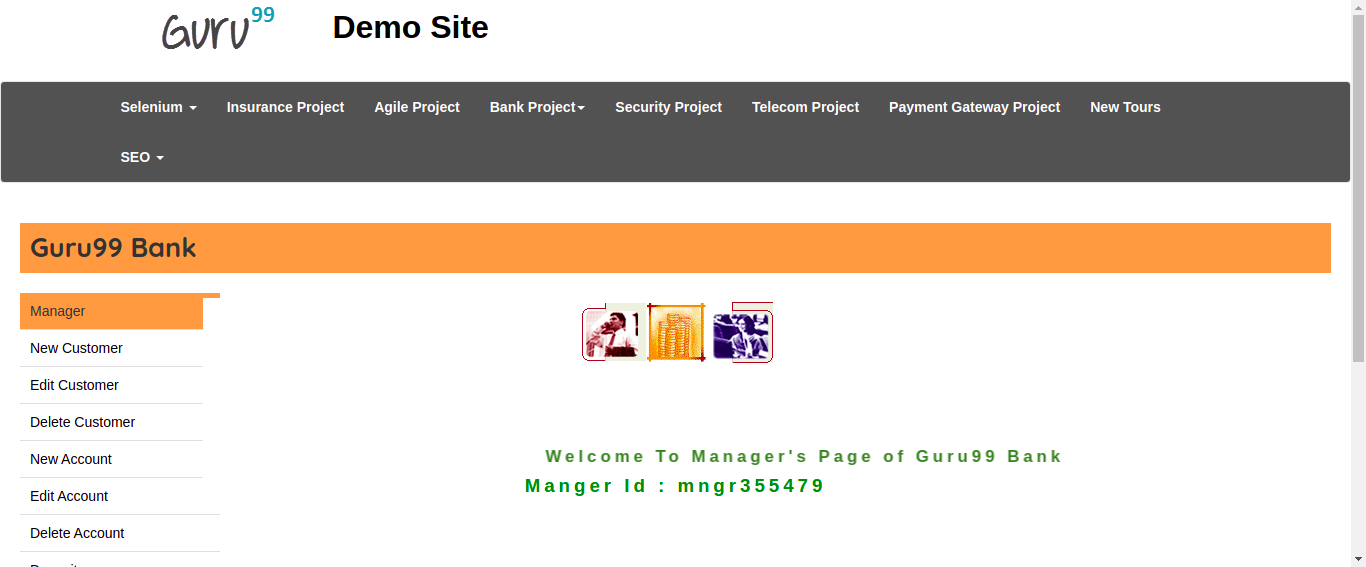 Guru99 Demo Site
Selenium Insurance Project Agile Project Bank Project Security Project Telecom Project Payment Gateway Project New Tours
SEO
Guru99 Bank
Manager
New Customer
Edit Customer
Delete Customer
New Account
Edit Account
Delete Account
Welcome To Manager's Page of Guru99 Bank
Manger Id : mngr355479